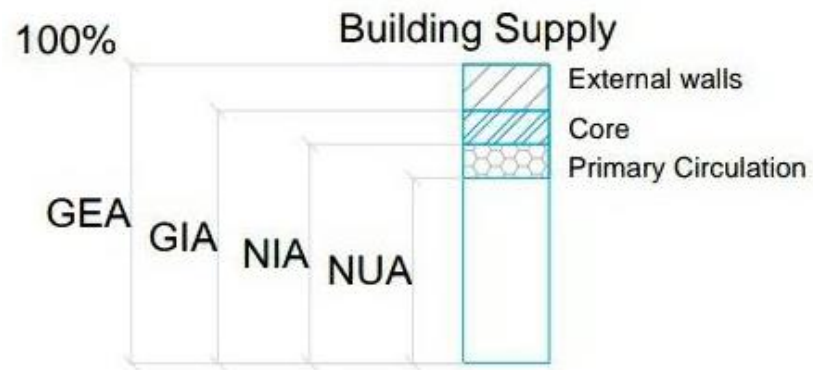 Building Supply
100%
External walls
Core
Primary Circulation
GEA
GIA
NIA
NUA